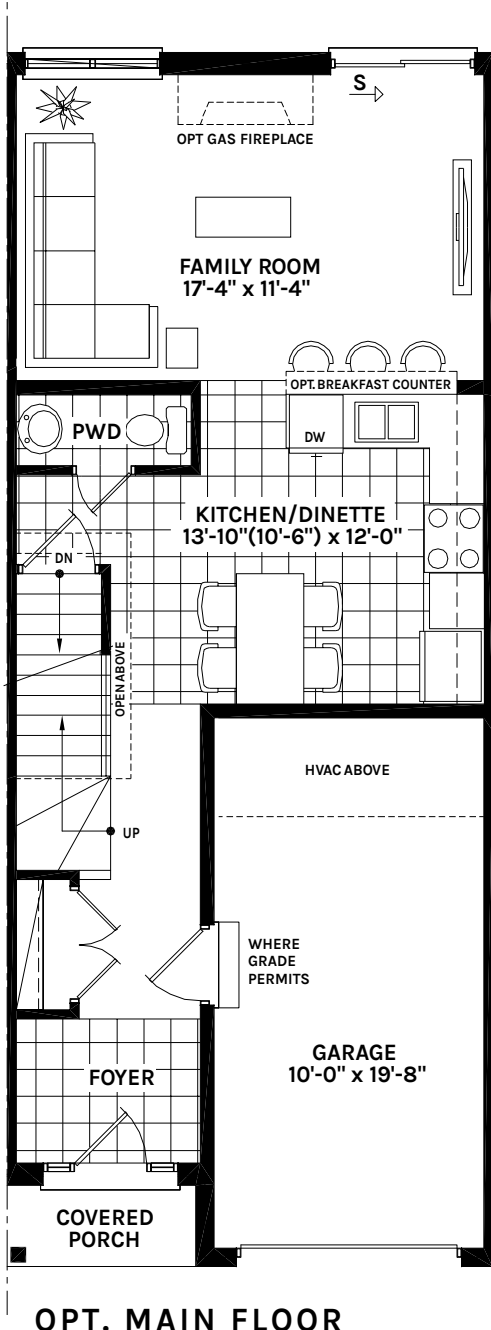 S
OPT GAS FIREPLACE
FAMILY ROOM
17'-4" x 11'-4"
OPT. BREAKFAST COUNTER
PWD
DW
KITCHEN/DINETTE
13'-10"(10'-6") x 12'-0"
DN
OPEN ABOVE
HVAC ABOVE
UP
WHERE
GRADE
PERMITS
GARAGE
10'-0" x 19'-8"
FOYER
COVERED
PORCH
OPT. MAIN FLOOR